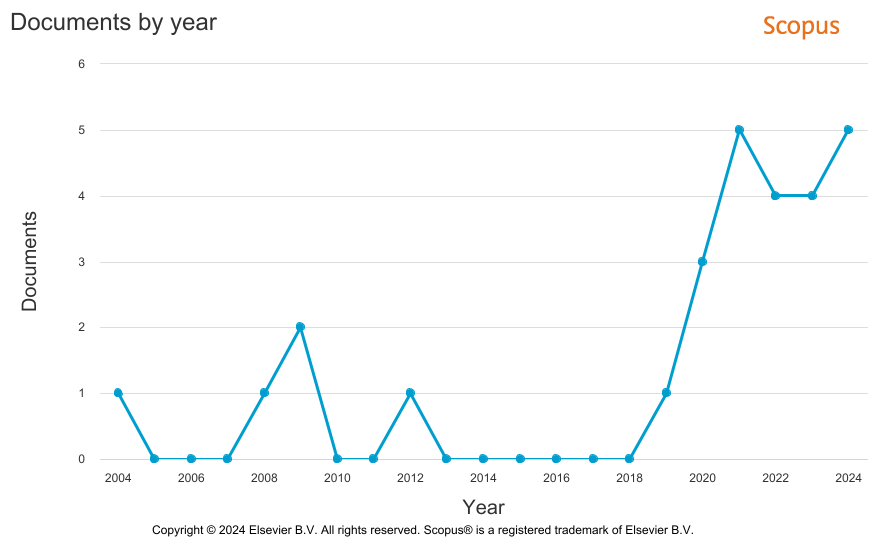 Documents by year
Scopus
6
5
4
3
2
1
0
Documents
2004 2006 2008 2010 2012 2014 2016 2018 2020 2022 2024
Year
Copyright © 2024 Elsevier B.V. All rights reserved. Scopus® is a registered trademark of Elsevier B.V.